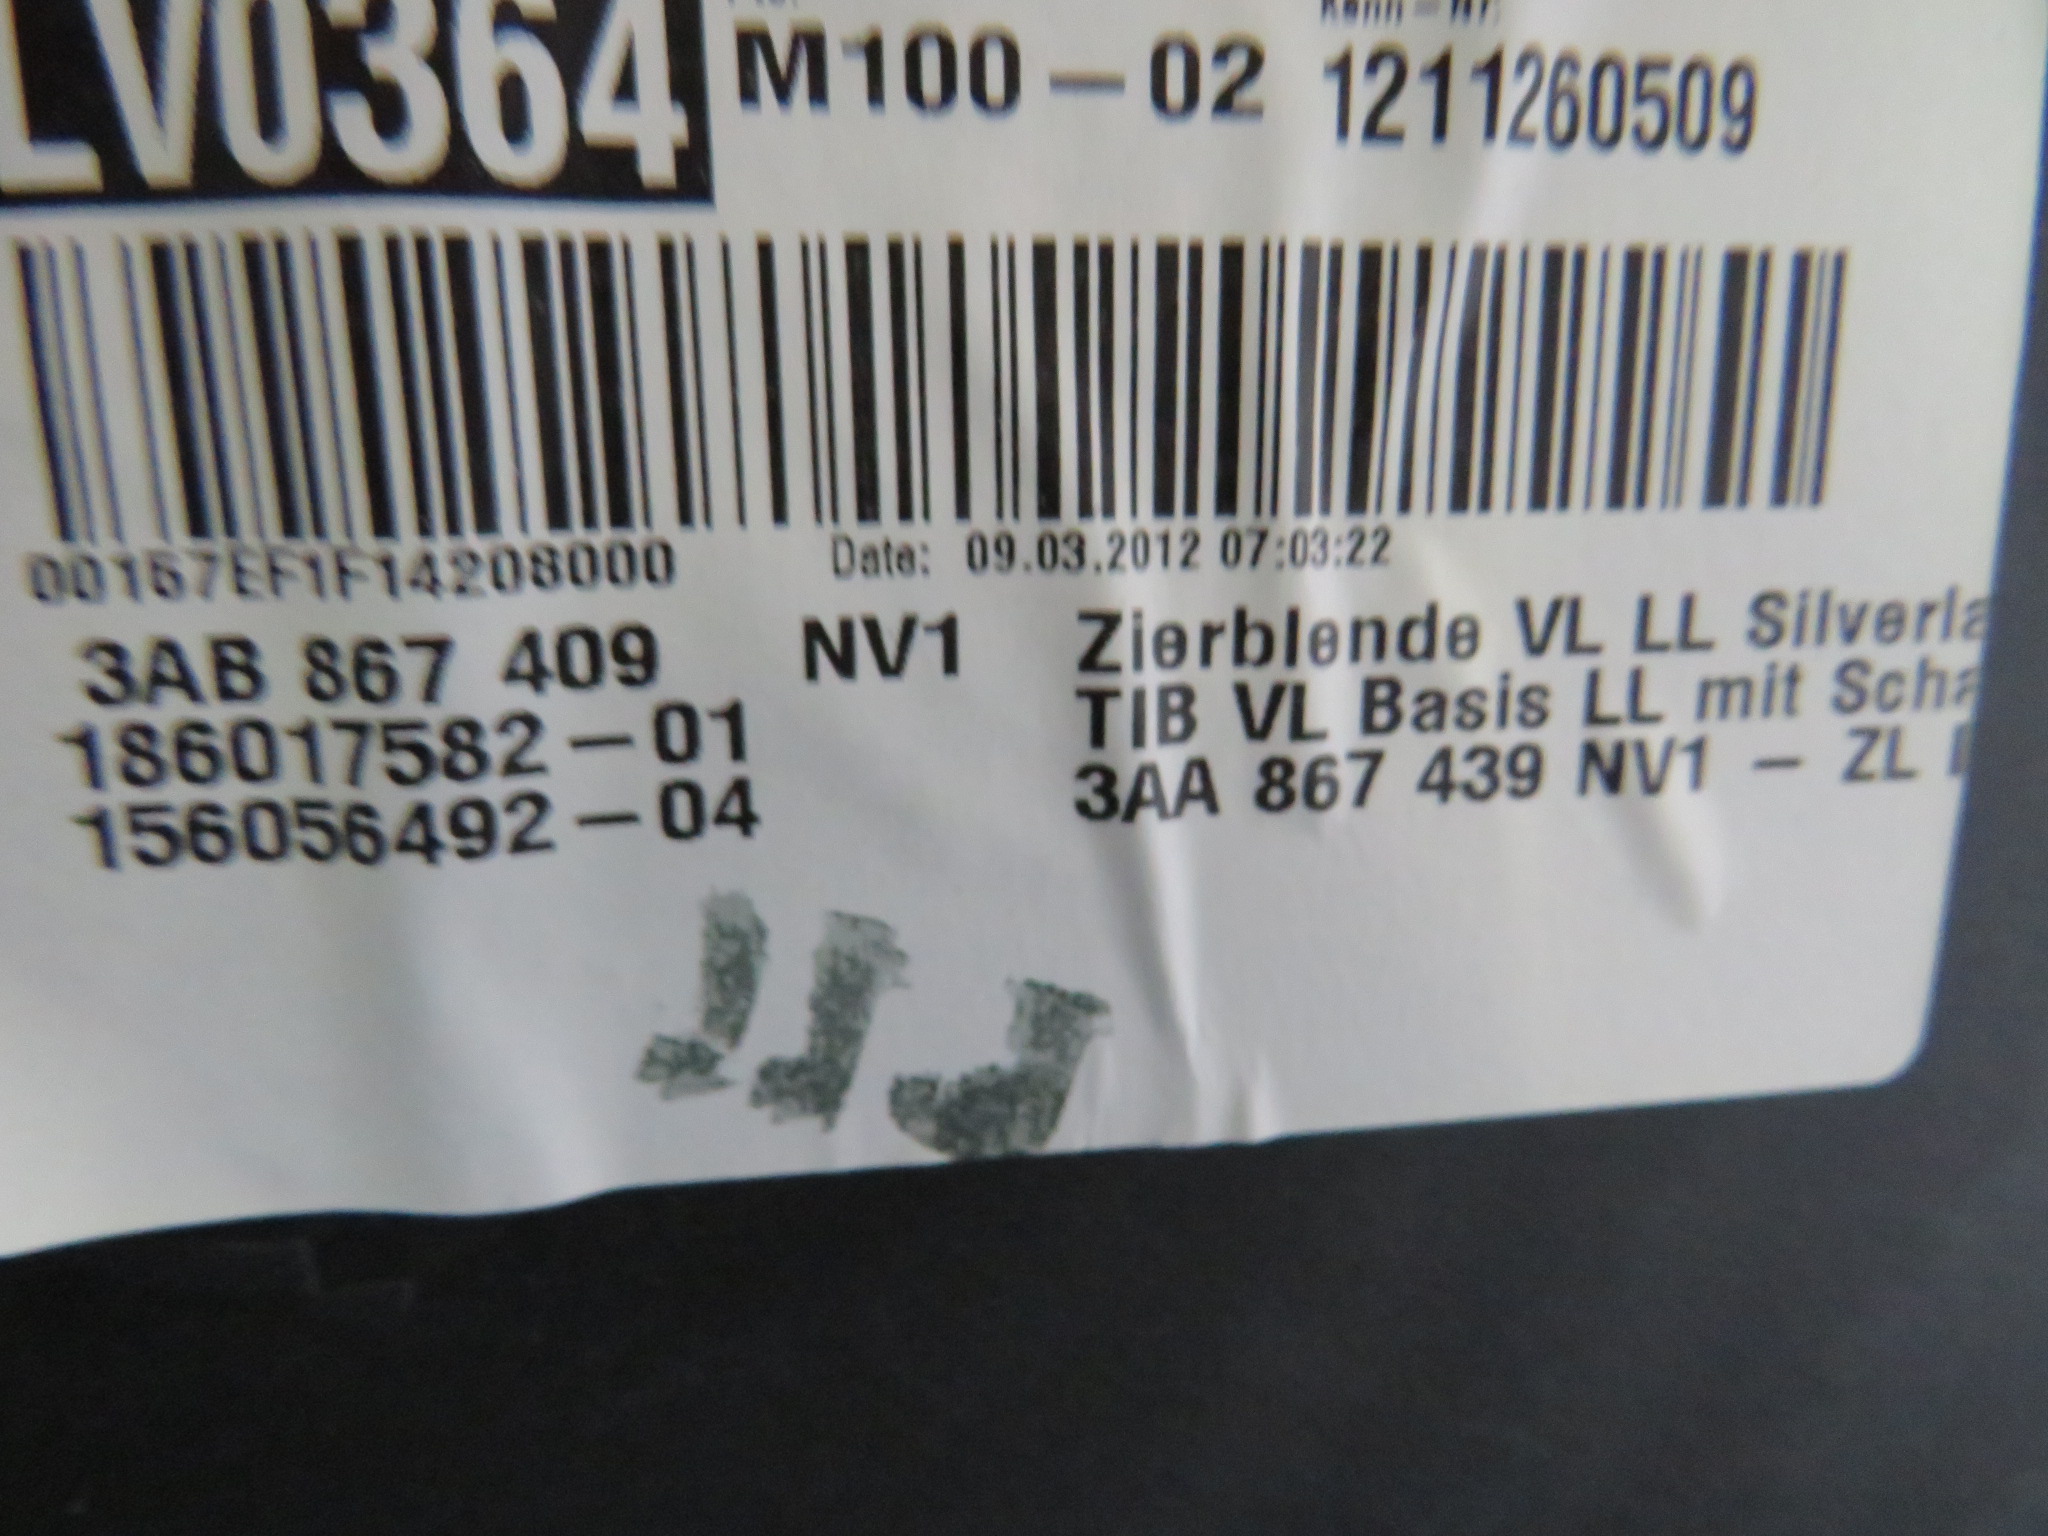 LV0364 M100-02 1211260509
00167EF1F14208000 Date: 09.03.2012 07:03:22
3AB 867 409 NV1 Zierblende VL LL Silverla
186017582-01 TIB VL Basis LL mit Scha
156056492-04 3AA 867 439 NV1 - ZL